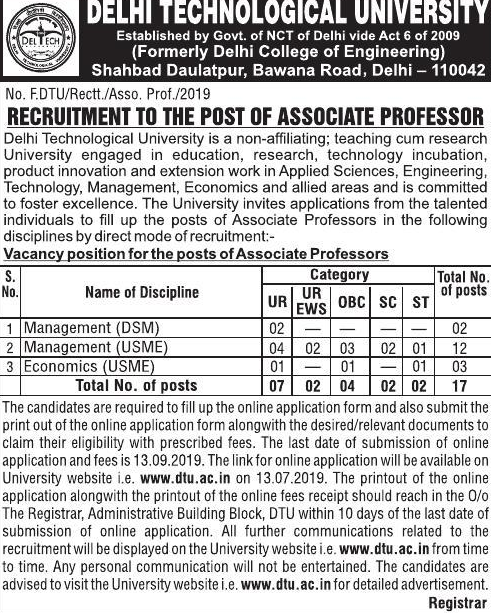 DELHI TECHNOLOGICAL UNIVERSITY
Established by Govt. of NCT of Delhi vide Act 6 of 2009
(Formerly Delhi College of Engineering)
Shahbad Daulatpur, Bawana Road, Delhi – 110042
DELTECH
No. F.DTU/Rectt./Asso. Prof./2019
RECRUITMENT TO THE POST OF ASSOCIATE PROFESSOR
Delhi Technological University is a non-affiliating; teaching cum research
University engaged in education, research, technology incubation,
product innovation and extension work in Applied Sciences, Engineering,
Technology, Management, Economics and allied areas and is committed
to foster excellence. The University invites applications from the talented
individuals to fill up the posts of Associate Professors in the following
disciplines by direct mode of recruitment:-
Vacancy position for the posts of Associate Professors
S. No. Name of Discipline Category Total No. of posts
UR UR EWS OBC SC ST
1 Management (DSM) 02 — — — — 02
2 Management (USME) 04 02 03 02 01 12
3 Economics (USME) 01 — 01 — 01 03
Total No. of posts 07 02 04 02 02 17
The candidates are required to fill up the online application form and also submit the
print out of the online application form alongwith the desired/relevant documents to
claim their eligibility with prescribed fees. The last date of submission of online
application and fees is 13.09.2019. The link for online application will be available on
University website i.e. www.dtu.ac.in on 13.07.2019. The printout of the online
application alongwith the printout of the online fees receipt should reach in the O/o
The Registrar, Administrative Building Block, DTU within 10 days of the last date of
submission of online application. All further communications related to the
recruitment will be displayed on the University website i.e. www.dtu.ac.in from time
to time. Any personal communication will not be entertained. The candidates are
advised to visit the University website i.e. www.dtu.ac.in for detailed advertisement.
Registrar